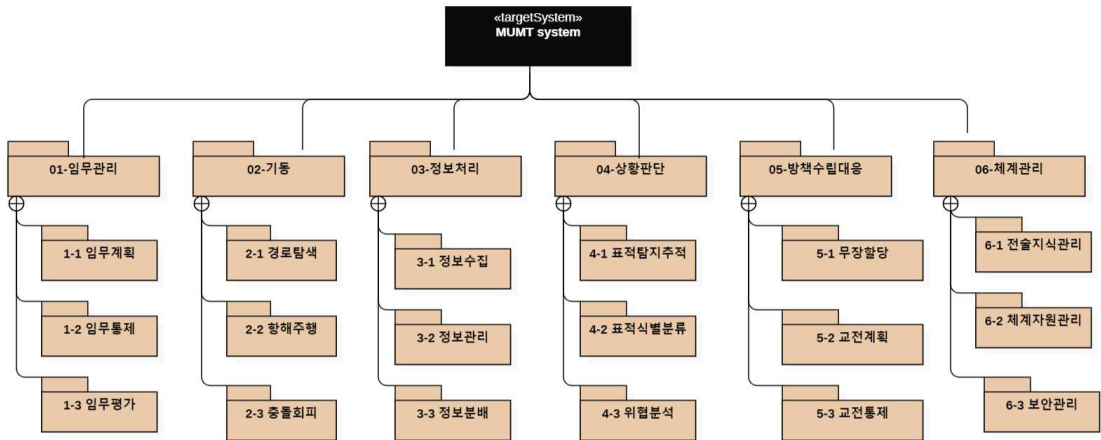 «targetSystem»
MUMT system
01-임무관리
02-기동
03-정보처리
04-상황판단
05-방책수립대응
06-체계관리
1-1 임무계획
2-1 경로탐색
3-1 정보수집
4-1 표적탐지추적
5-1 무장할당
6-1 전술지식관리
1-2 임무통제
2-2 항해주행
3-2 정보관리
4-2 표적식별분류
5-2 교전계획
6-2 체계자원관리
1-3 임무평가
2-3 충돌회피
3-3 정보분배
4-3 위협분석
5-3 교전통제
6-3 보안관리